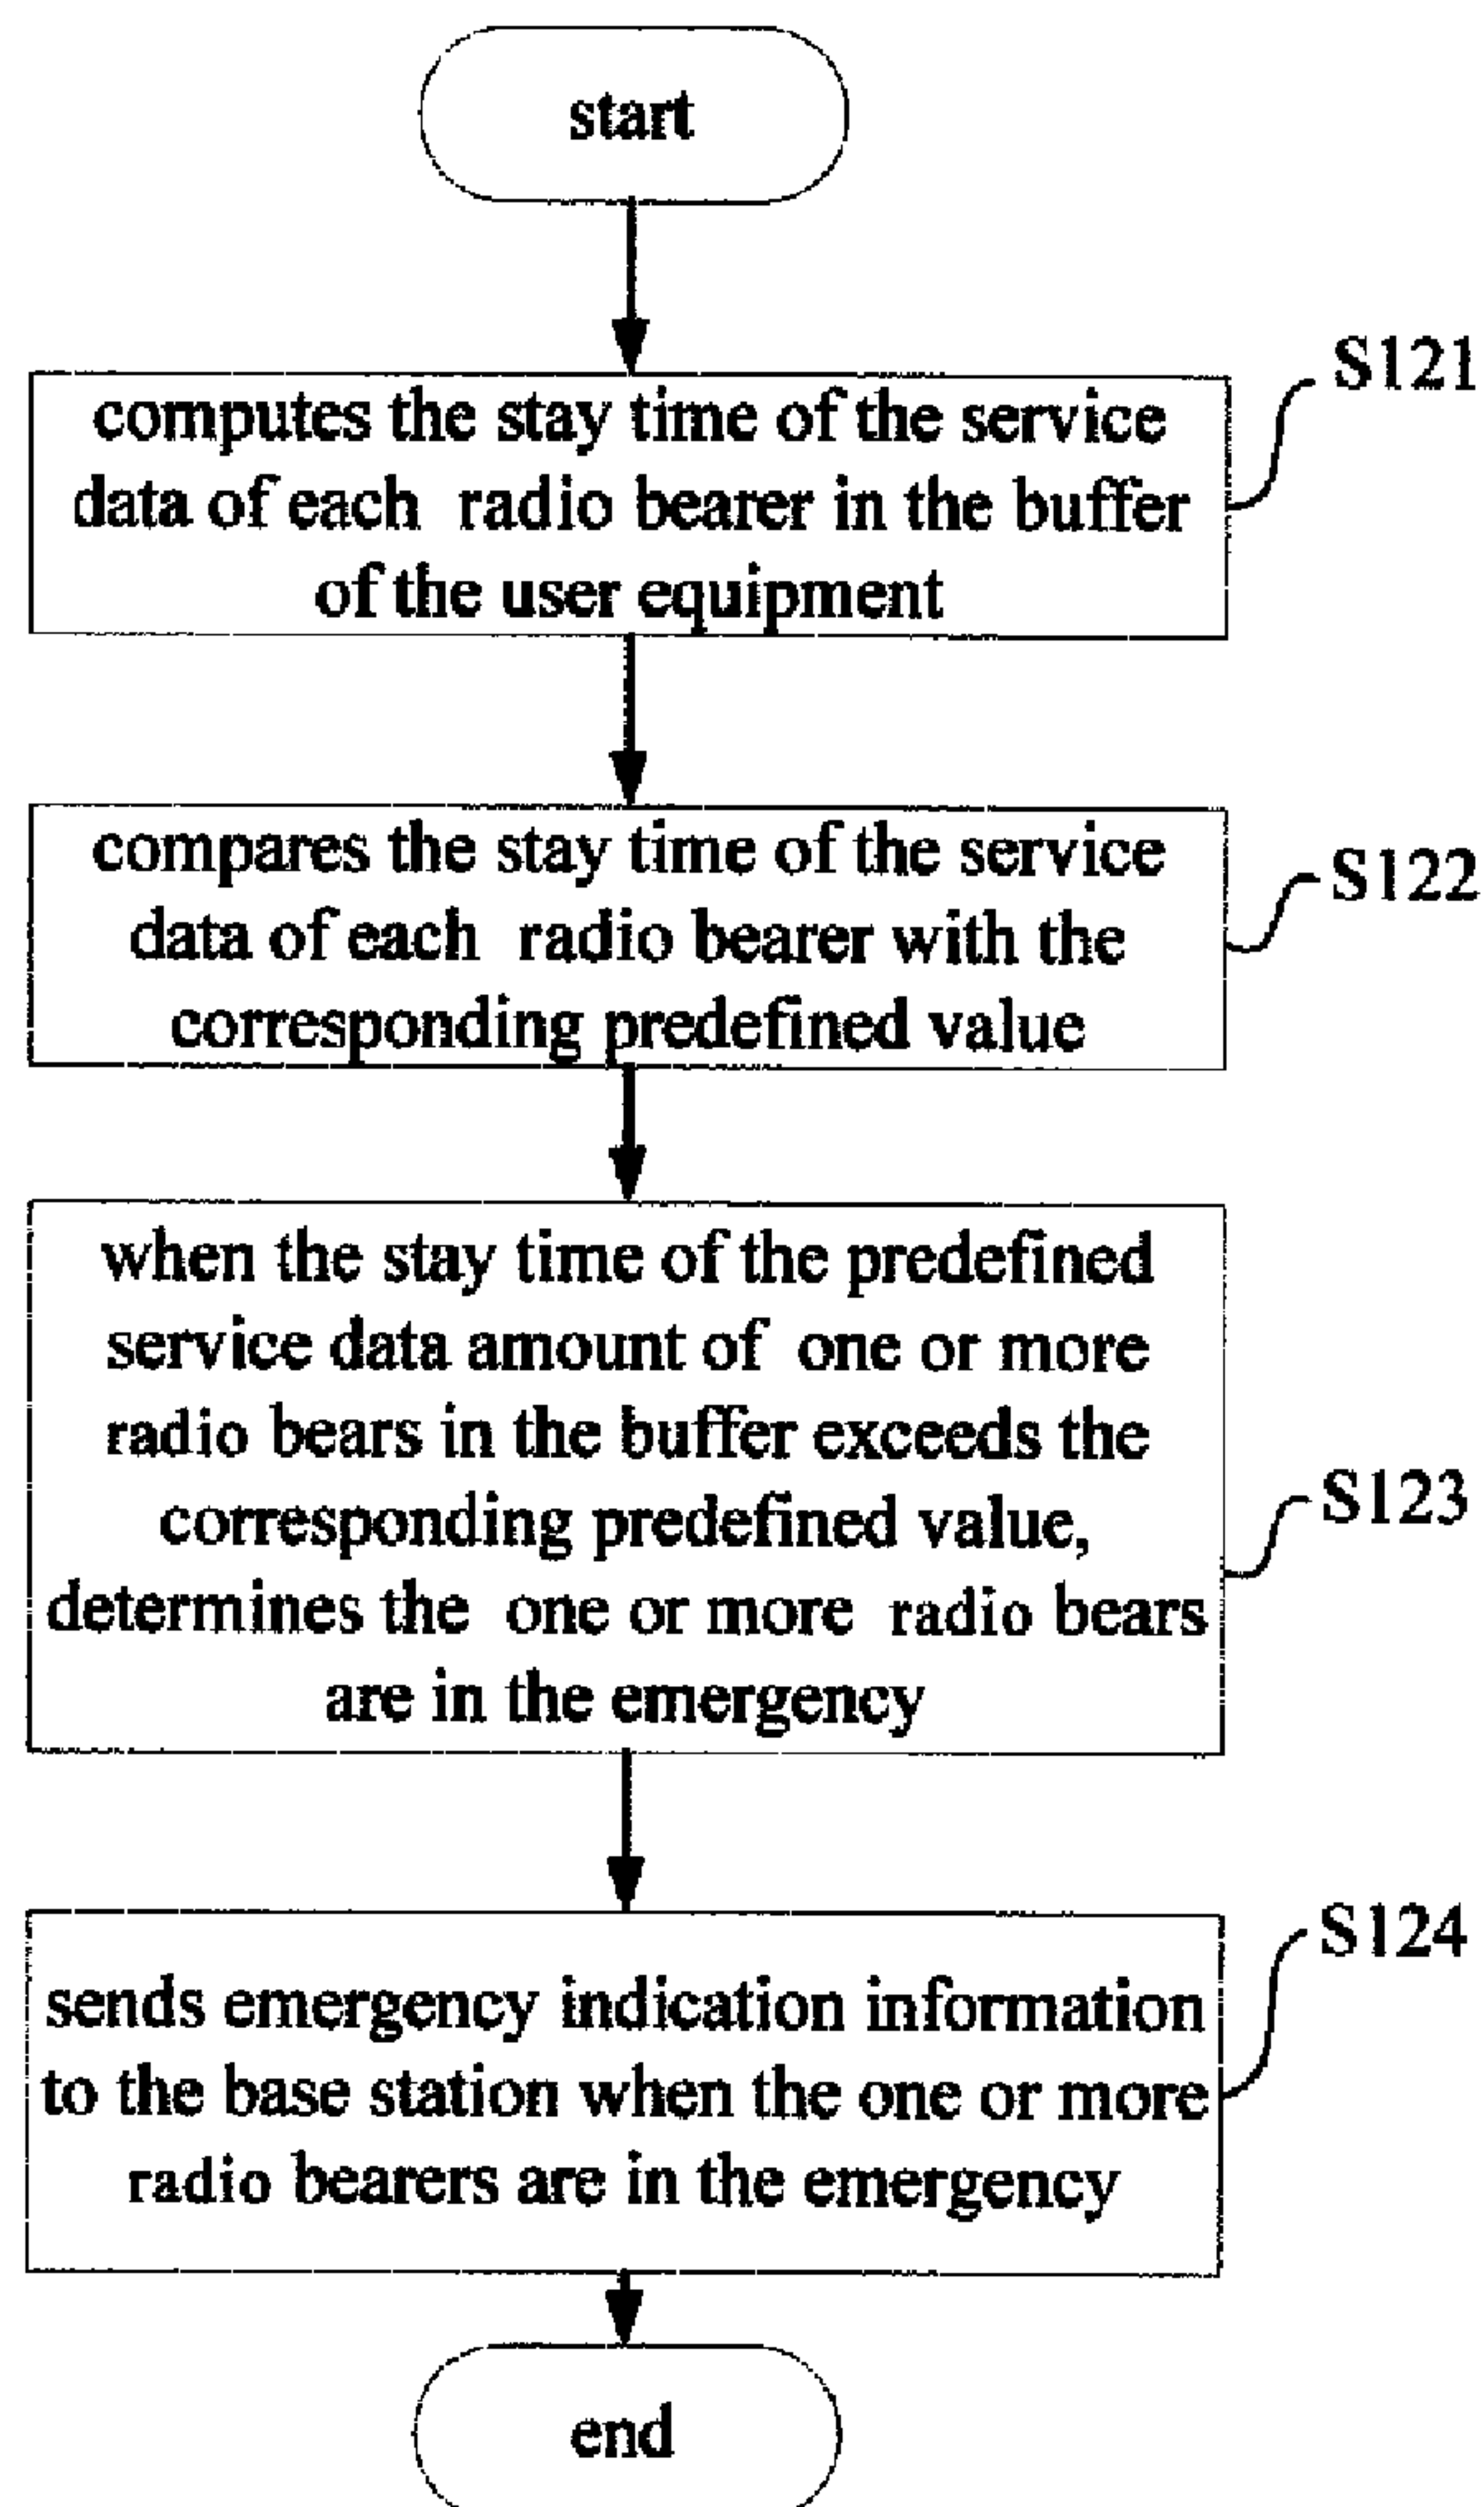 start
S121
computes the stay time of the service
data of each radio bearer in the buffer
of the user equipment
compares the stay time of the service
S122
data of each radio bearer with the
corresponding predefined value
when the stay time of the predefined
service data amount of one or more
radio bears in the buffer exceeds the
corresponding predefined value,
S123
determines the one or more radio bears
are in the emergency
S124
sends emergency indication information
to the base station when the one or more
radio bearers are in the emergency
end